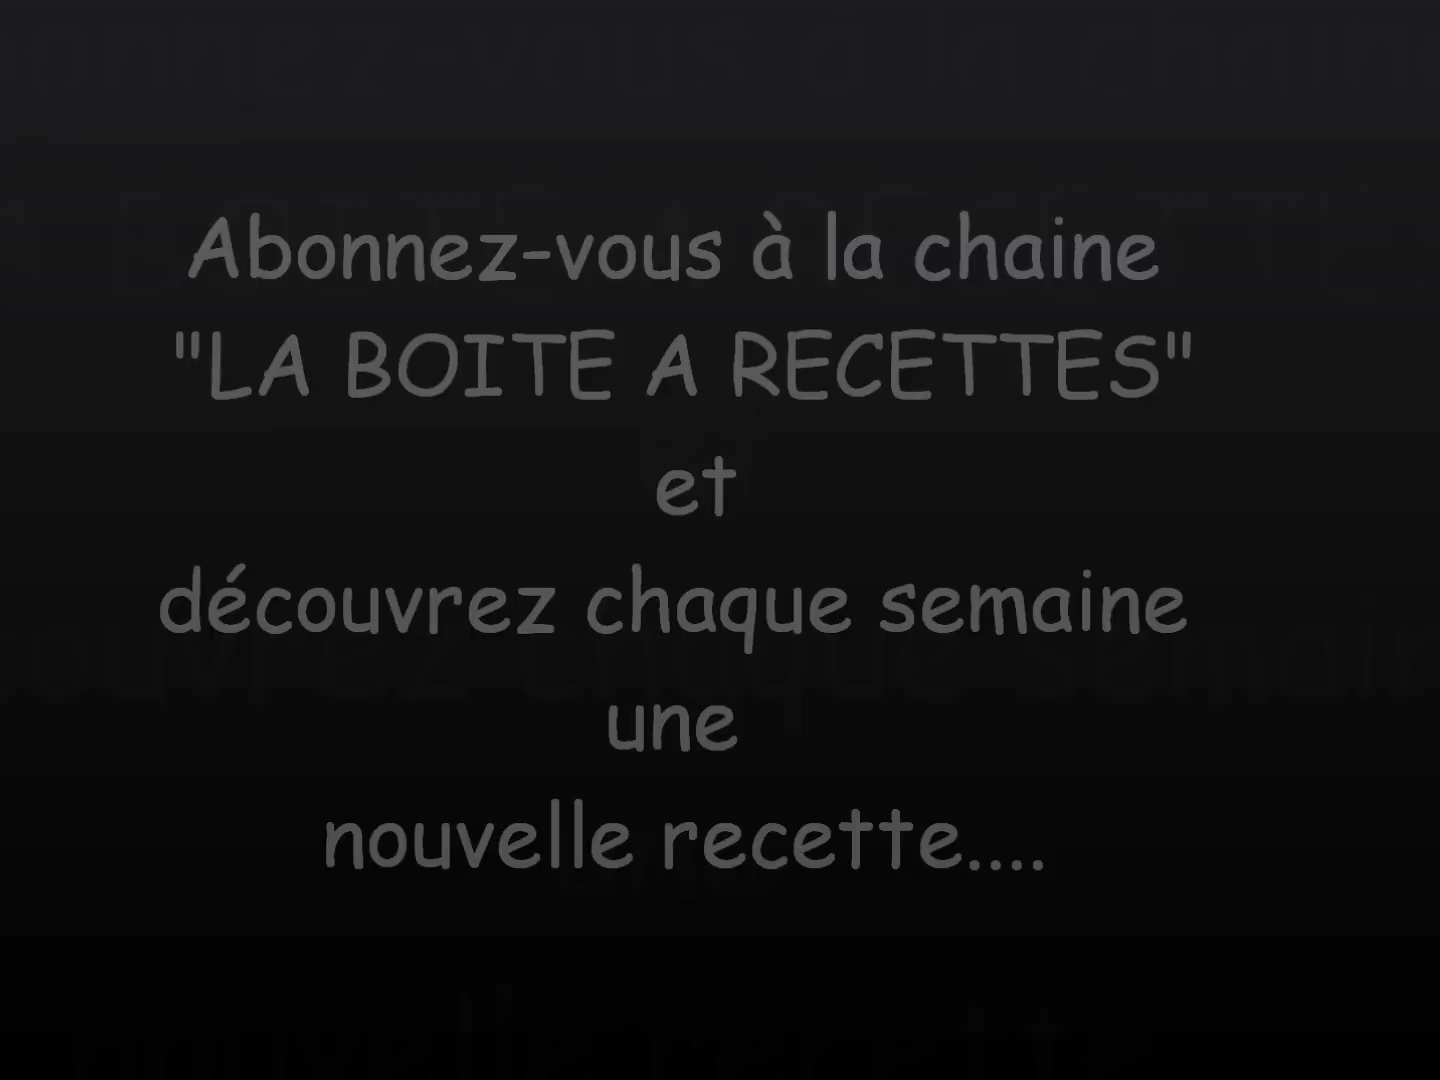 Abonnez-vous à la chaine
"LA BOITE A RECETTES"
et
découvrez chaque semaine
une
nouvelle recette....